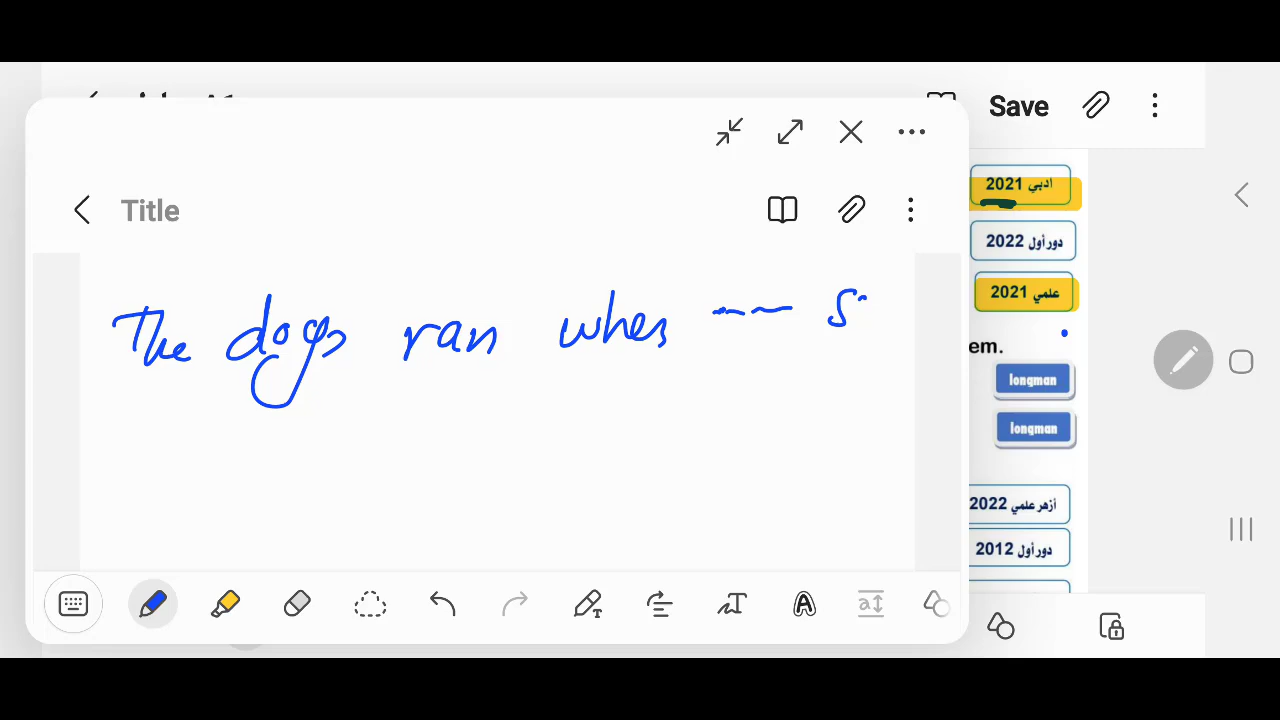 Save
Title
The dogs ran when --- S
ادبي 2021
دور أول 2022
علمي 2021
em.
longman
longman
أزهر علمي 2022
دور أول 2012